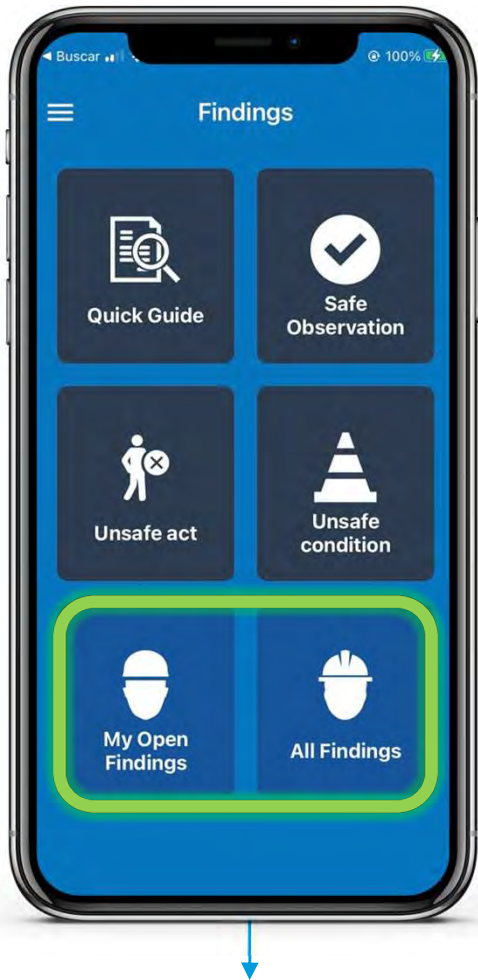 Buscar
100%
Findings
Quick Guide
Safe
Observation
Unsafe act
Unsafe
condition
My Open
Findings
All Findings